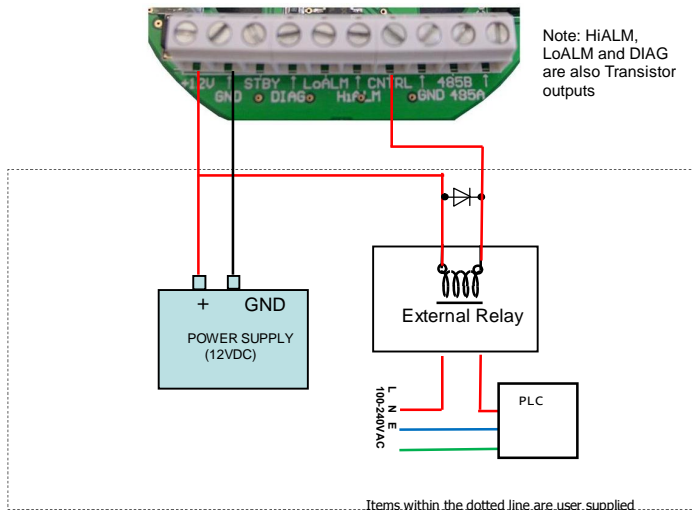 Note: HiALM,
LoALM and DIAG
are also Transistor
outputs
+12V STBY ↑ LoALM ↑ CNTRL ↑ 485B ↑
GND DIAG HiALM GND 485A
+ GND
POWER SUPPLY
(12VDC)
External Relay
L N E
100-240VAC
PLC
Items within the dotted line are user supplied